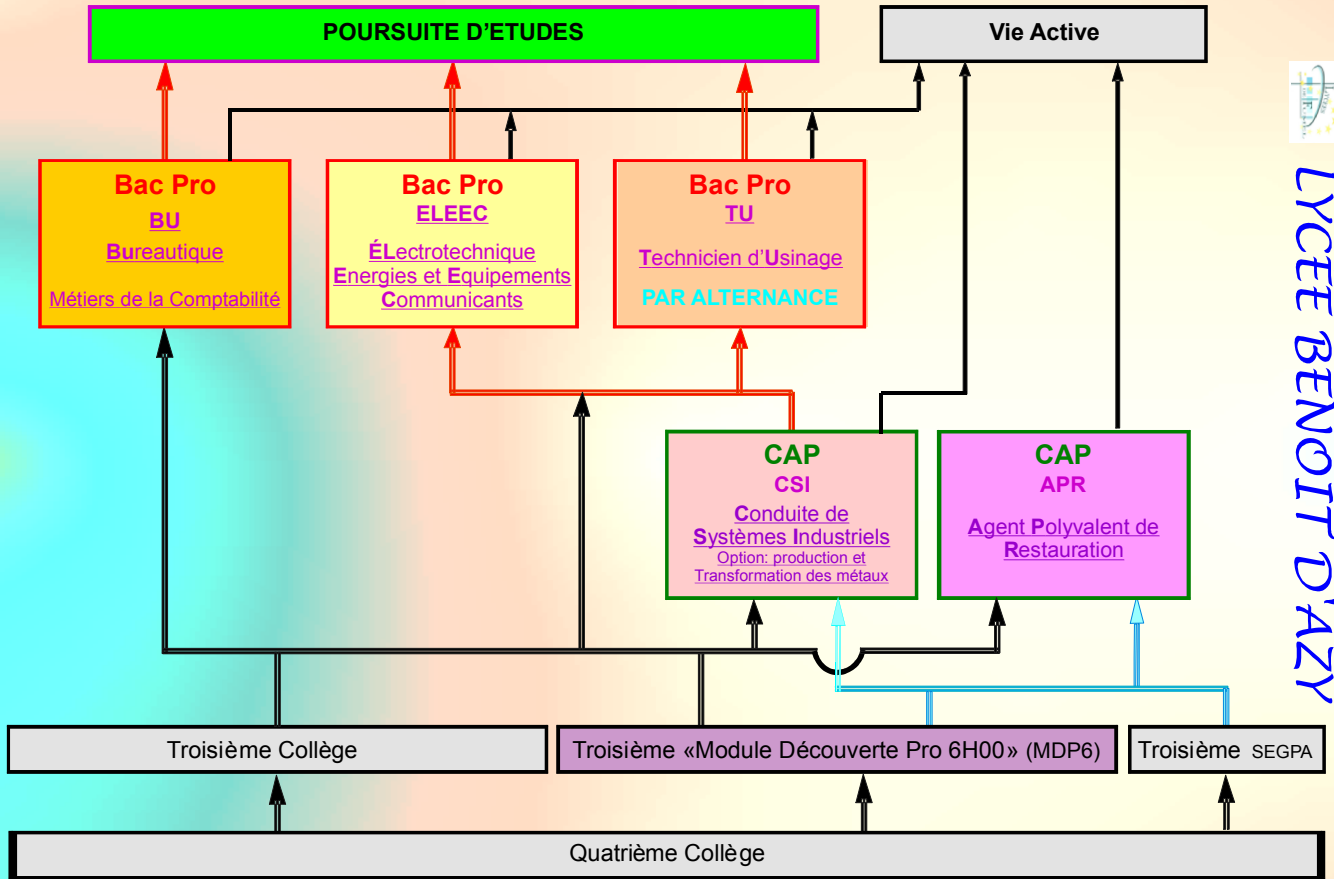 POURSUITE D'ETUDES
Vie Active
Bac Pro
BU
Bureautique
Métiers de la Comptabilité
Bac Pro
ELEEC
ÉLectrotechnique
Energies et Equipements
Communicants
Bac Pro
TU
Technicien d'Usinage
PAR ALTERNANCE
CAP
CSI
Conduite de
Systèmes Industriels
Option: production et
Transformation des métaux
CAP
APR
Agent Polyvalent de
Restauration
Troisième Collège
Troisième «Module Découverte Pro 6H00» (MDP6)
Troisième SEGPA
Quatrième Collège
LYCEE BENOIT D'AZY